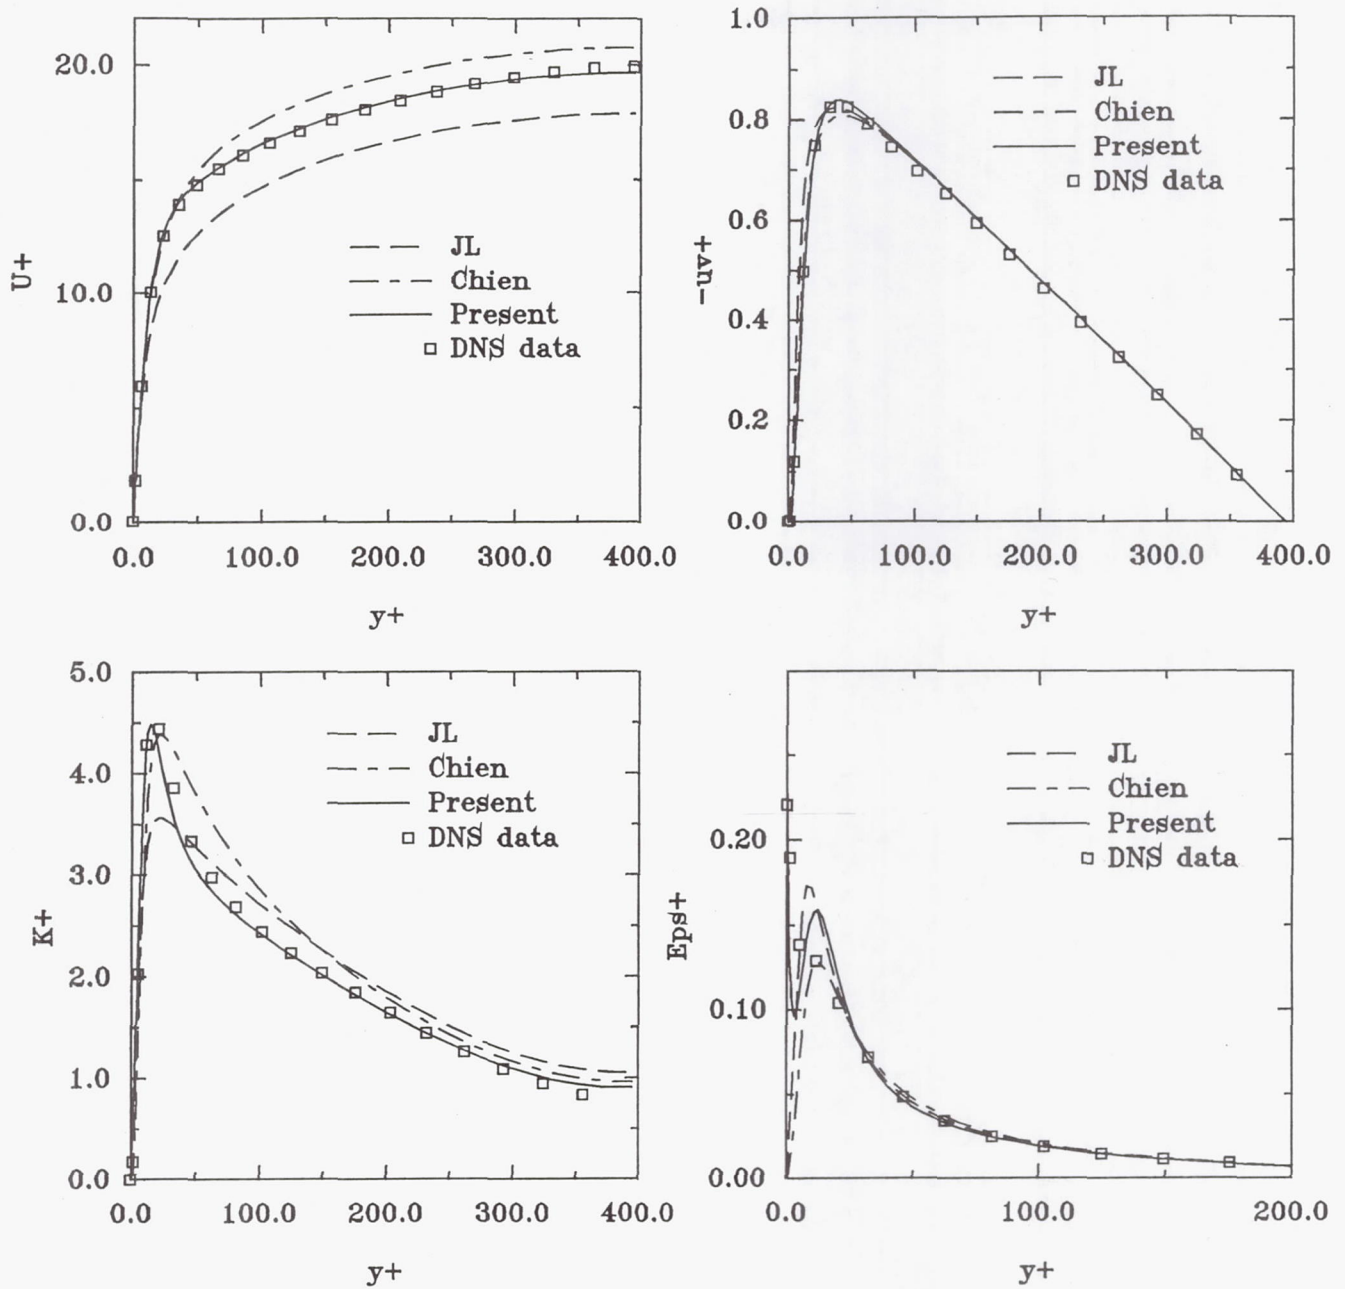 20.0
10.0
0.0
U+
JL
Chien
Present
DNS data
0.0 100.0 200.0 300.0 400.0
y+
1.0
0.8
0.6
0.4
0.2
0.0
-uv+
JL
Chien
Present
DNS data
0.0 100.0 200.0 300.0 400.0
y+
5.0
4.0
3.0
2.0
1.0
0.0
K+
JL
Chien
Present
DNS data
0.0 100.0 200.0 300.0 400.0
y+
0.20
0.10
0.00
Eps+
JL
Chien
Present
DNS data
0.0 100.0 200.0
y+